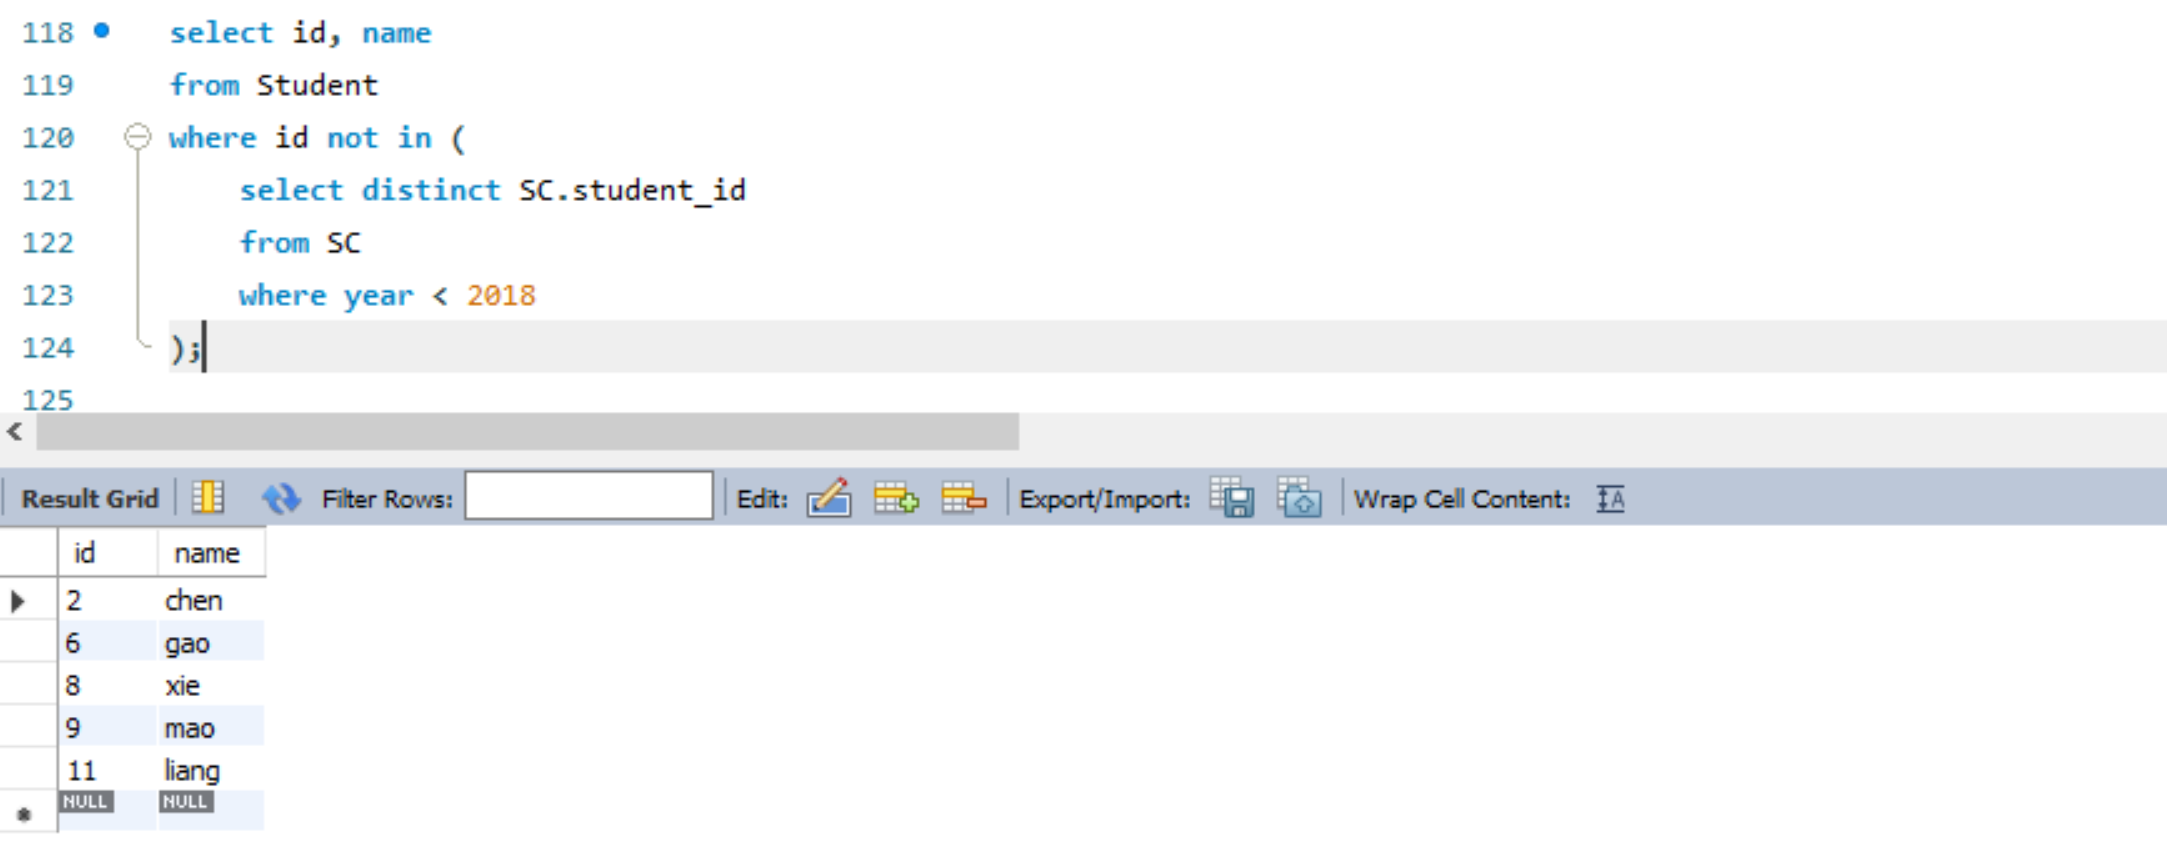 118 select id, name
119 from Student
120 where id not in (
121 select distinct SC.student_id
122 from SC
123 where year < 2018
124 );
125
Result Grid Filter Rows: Edit: Export/Import: Wrap Cell Content: IA
id name
2 chen
6 gao
8 xie
9 mao
11 liang
NULL NULL